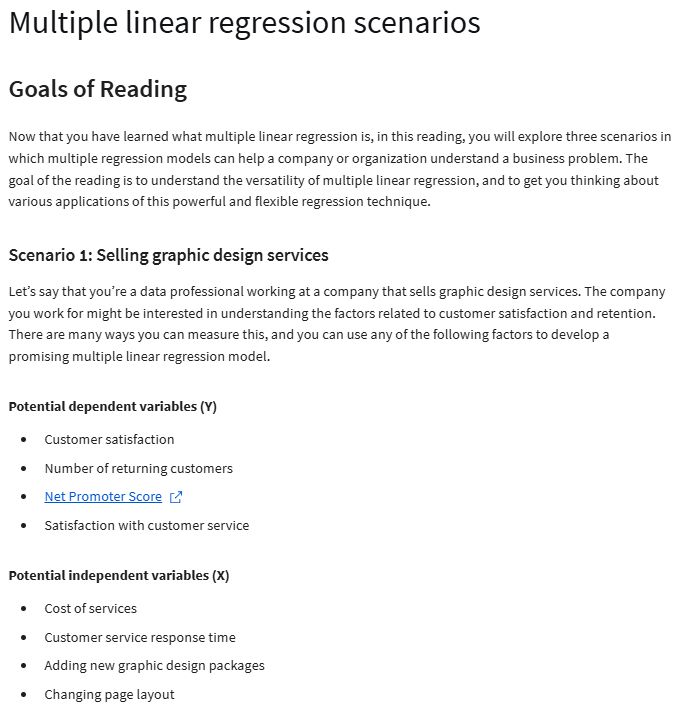 Multiple linear regression scenarios
Goals of Reading
Now that you have learned what multiple linear regression is, in this reading, you will explore three scenarios in
which multiple regression models can help a company or organization understand a business problem. The
goal of the reading is to understand the versatility of multiple linear regression, and to get you thinking about
various applications of this powerful and flexible regression technique.
Scenario 1: Selling graphic design services
Let’s say that you’re a data professional working at a company that sells graphic design services. The company
you work for might be interested in understanding the factors related to customer satisfaction and retention.
There are many ways you can measure this, and you can use any of the following factors to develop a
promising multiple linear regression model.
Potential dependent variables (Y)
• Customer satisfaction
• Number of returning customers
• Net Promoter Score
• Satisfaction with customer service
Potential independent variables (X)
• Cost of services
• Customer service response time
• Adding new graphic design packages
• Changing page layout